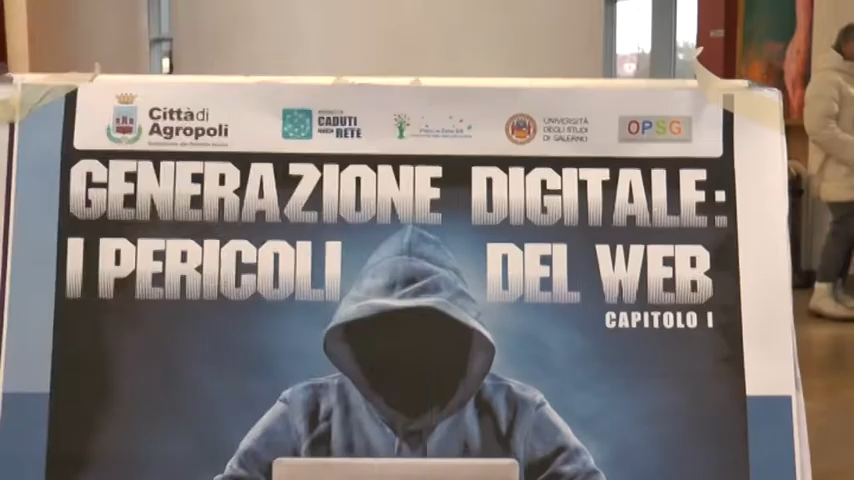 Città di
Agropoli
CADUTI
RETE
UNIVERSITÀ
DEGLI STUDI
DI SALERNO
OPSG
GENERAZIONE DIGITALE:
I PERICOLI DEL WEB
CAPITOLO I